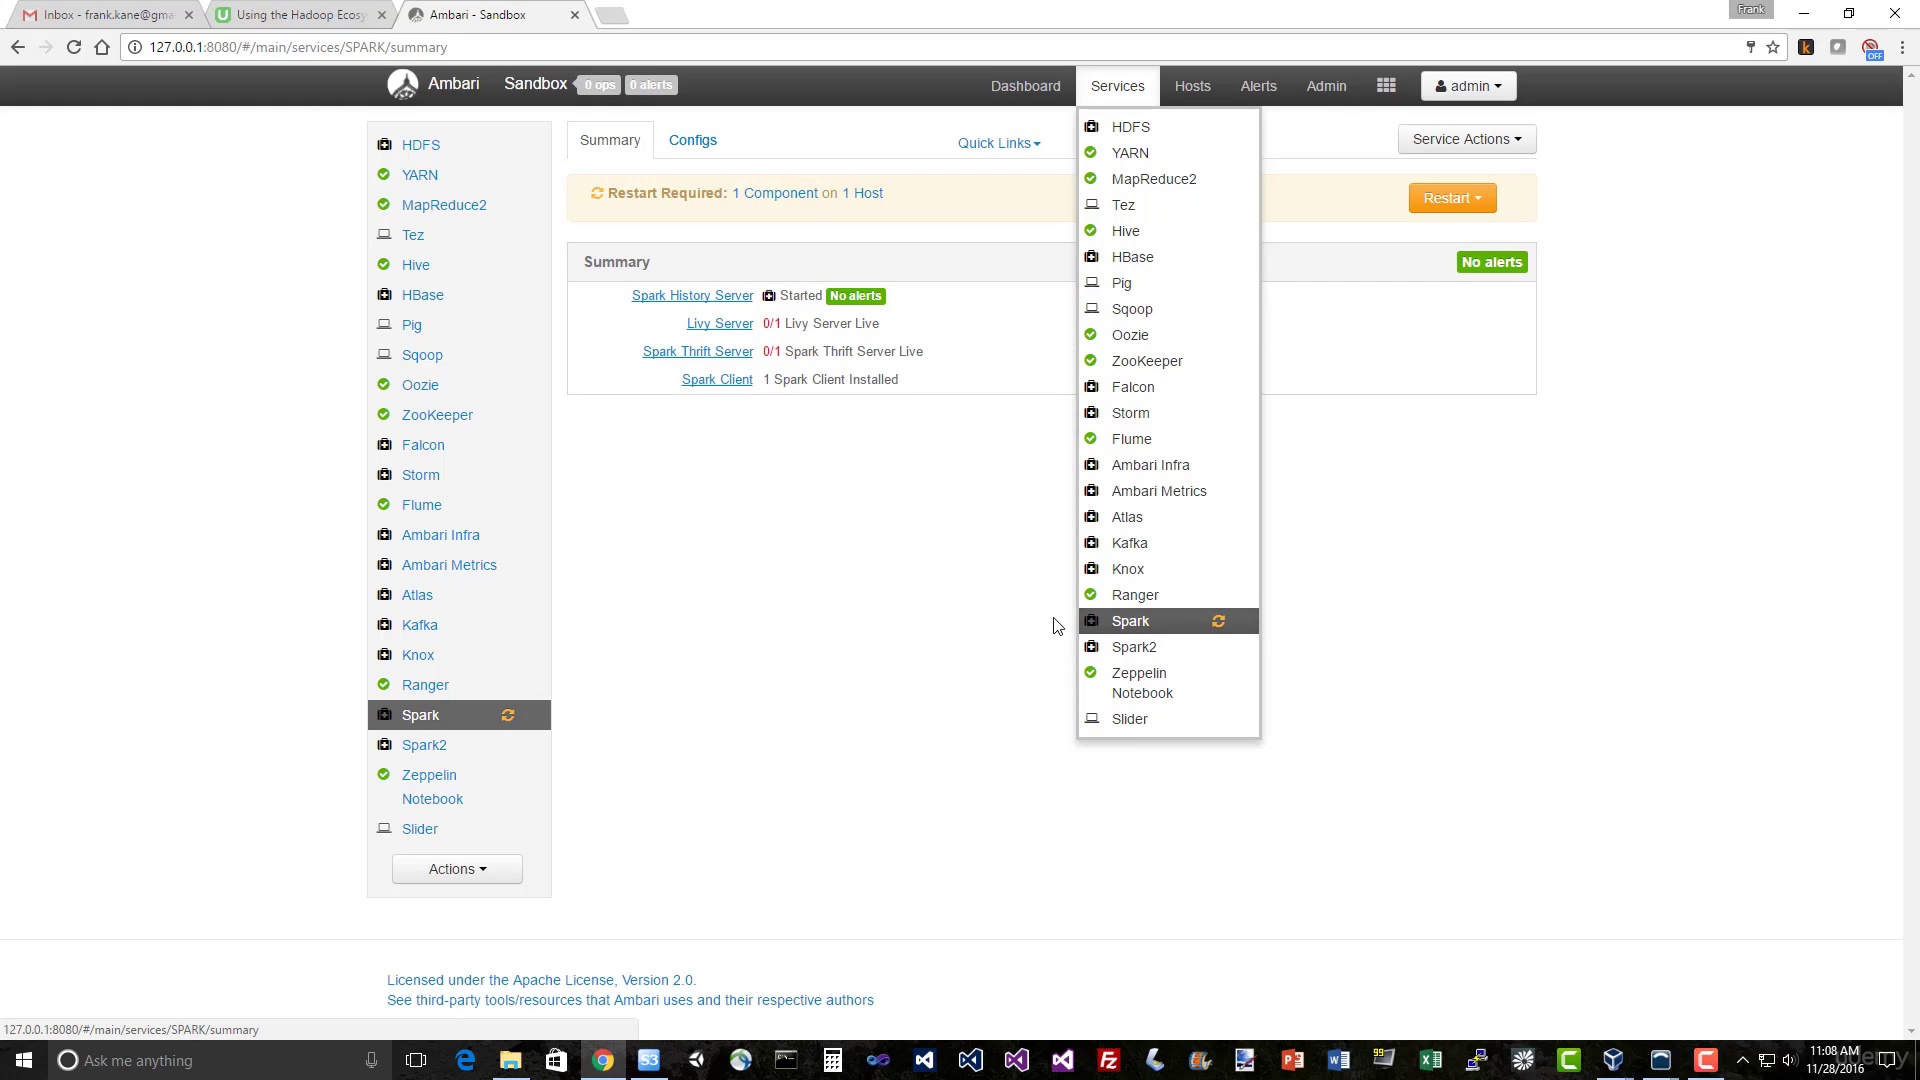 Inbox - frank.kane@gma
Using the Hadoop Ecosy
Ambari - Sandbox
Frank
127.0.0.1:8080/#/main/services/SPARK/summary
OFF
Ambari
Sandbox
0 ops
0 alerts
Dashboard
Services
Hosts
Alerts
Admin
admin
HDFS
YARN
MapReduce2
Tez
Hive
HBase
Pig
Sqoop
Oozie
ZooKeeper
Falcon
Storm
Flume
Ambari Infra
Ambari Metrics
Atlas
Kafka
Knox
Ranger
Spark
Spark2
Zeppelin
Notebook
Slider
Actions
Summary
Configs
Quick Links
Service Actions
Restart Required: 1 Component on 1 Host
Restart
Summary
No alerts
Spark History Server Started No alerts
Livy Server 0/1 Livy Server Live
Spark Thrift Server 0/1 Spark Thrift Server Live
Spark Client 1 Spark Client Installed
HDFS
YARN
MapReduce2
Tez
Hive
HBase
Pig
Sqoop
Oozie
ZooKeeper
Falcon
Storm
Flume
Ambari Infra
Ambari Metrics
Atlas
Kafka
Knox
Ranger
Spark
Spark2
Zeppelin
Notebook
Slider
Licensed under the Apache License, Version 2.0.
See third-party tools/resources that Ambari uses and their respective authors
127.0.0.1:8080/#/main/services/SPARK/summary
Ask me anything
S3
99
11:08 AM
11/28/2016
udemy